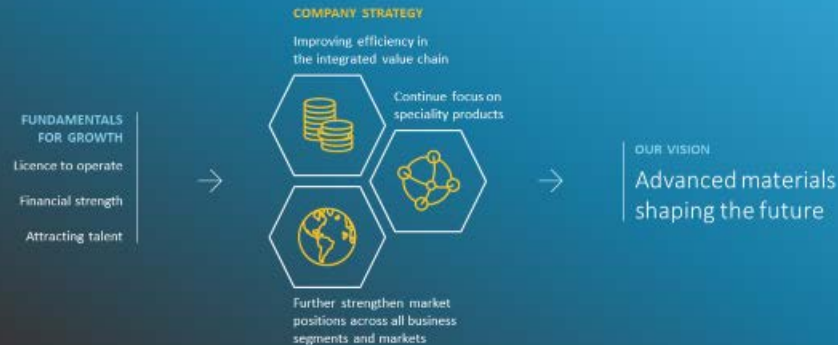 COMPANY STRATEGY
Improving efficiency in
the integrated value chain
Continue focus on
speciality products
FUNDAMENTALS
FOR GROWTH
Licence to operate
Financial strength
Attracting talent
OUR VISION
Advanced materials
shaping the future
Further strengthen market
positions across all business
segments and markets